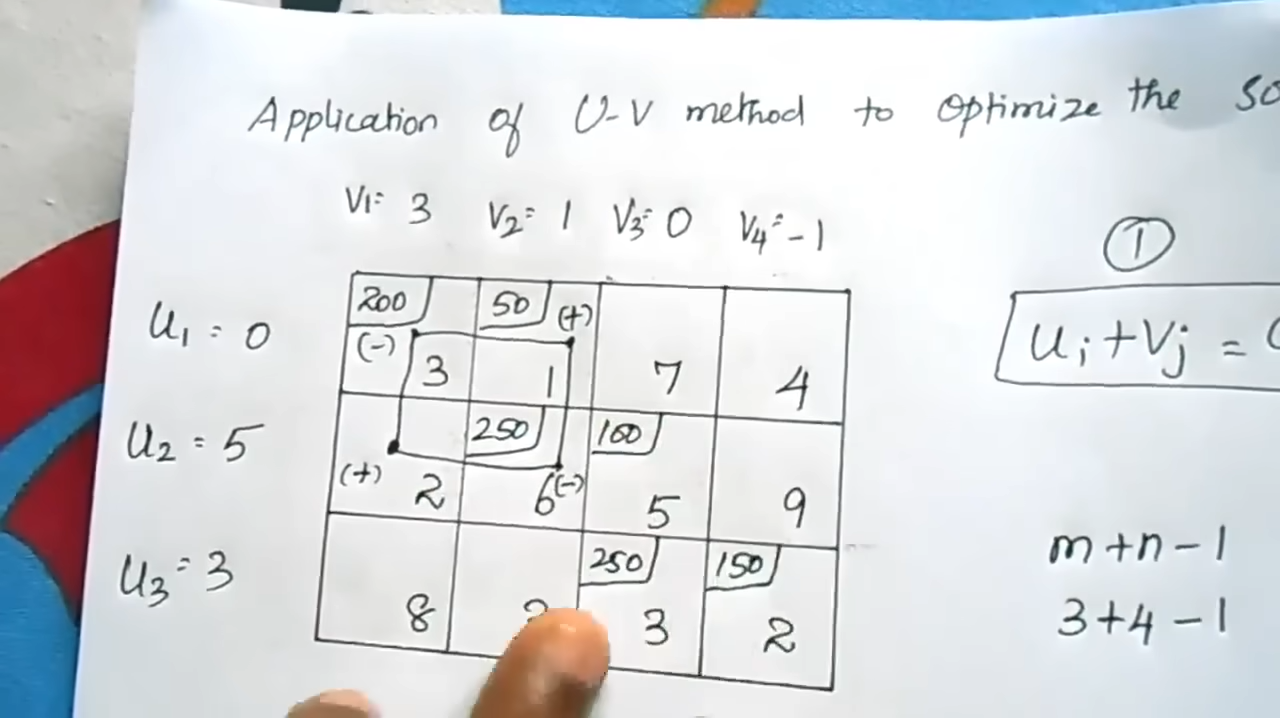 Application of U-V method to optimize the
V1= 3 V2= 1 V3= 0 V4= -1
①
U1 = 0 200 50 (+)
(-) 3 1 7 4
Ui+Vj =
U2 = 5 250 100
(+) 2 6 (-) 5 9
m+n-1
U3 = 3 250 150
8 3 2
3+4-1